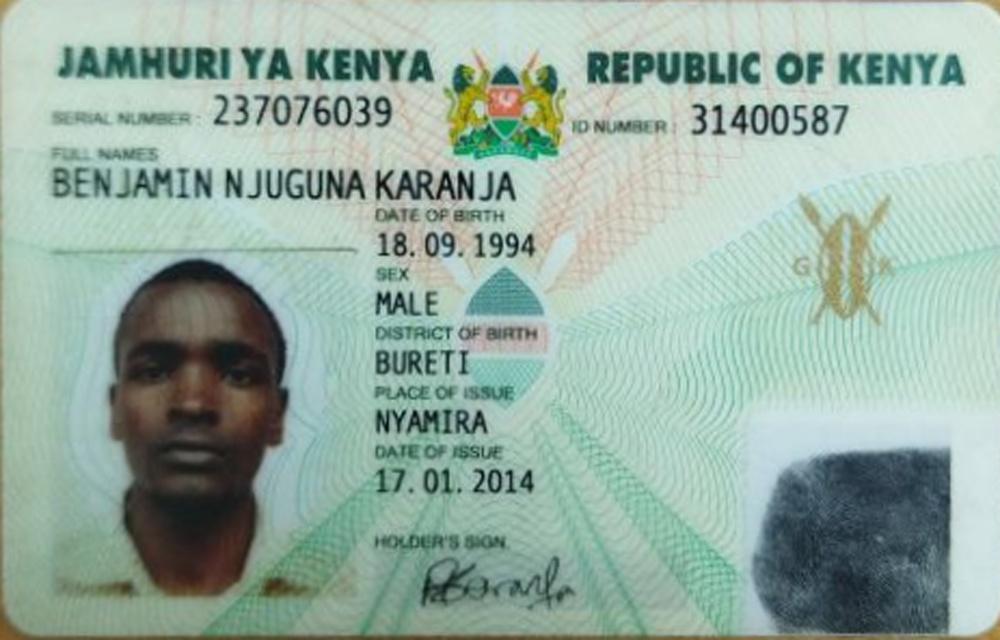 JAMHURI YA KENYA REPUBLIC OF KENYA
SERIAL NUMBER: 237076039 ID NUMBER: 31400587
FULL NAMES
BENJAMIN NJUGUNA KARANJA
DATE OF BIRTH
18.09.1994
SEX
MALE
DISTRICT OF BIRTH
BURETI
PLACE OF ISSUE
NYAMIRA
DATE OF ISSUE
17.01.2014
HOLDER'S SIGN.
G K